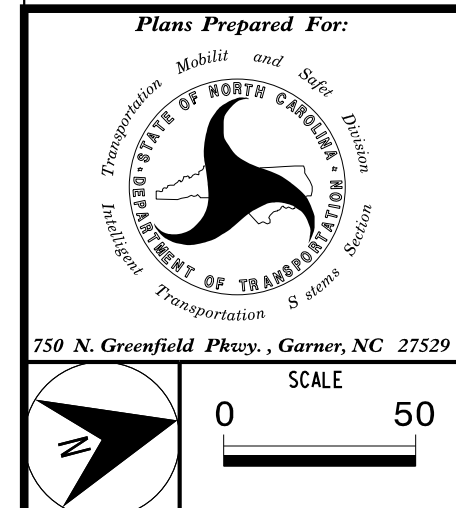 Plans Prepared For:
Transportation Mobilit and Safet Division
STATE OF NORTH CAROLINA
DEPARTMENT OF TRANSPORTATION
Intelligent Transportation S stems Section
750 N. Greenfield Pkwy. , Garner, NC 27529
N
SCALE
0 50